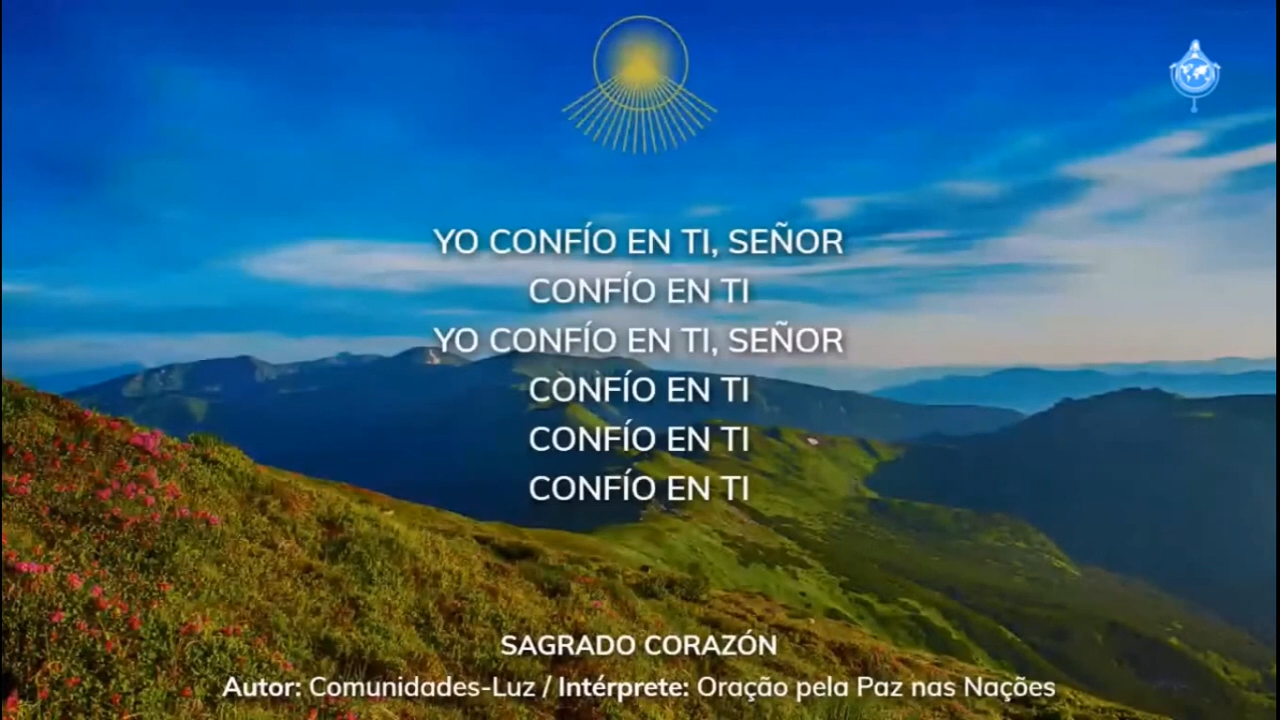 YO CONFÍO EN TI, SEÑOR
CONFÍO EN TI
YO CONFÍO EN TI, SEÑOR
CONFÍO EN TI
CONFÍO EN TI
CONFÍO EN TI
SAGRADO CORAZÓN
Autor: Comunidades-Luz / Intérprete: Oração pela Paz nas Nações